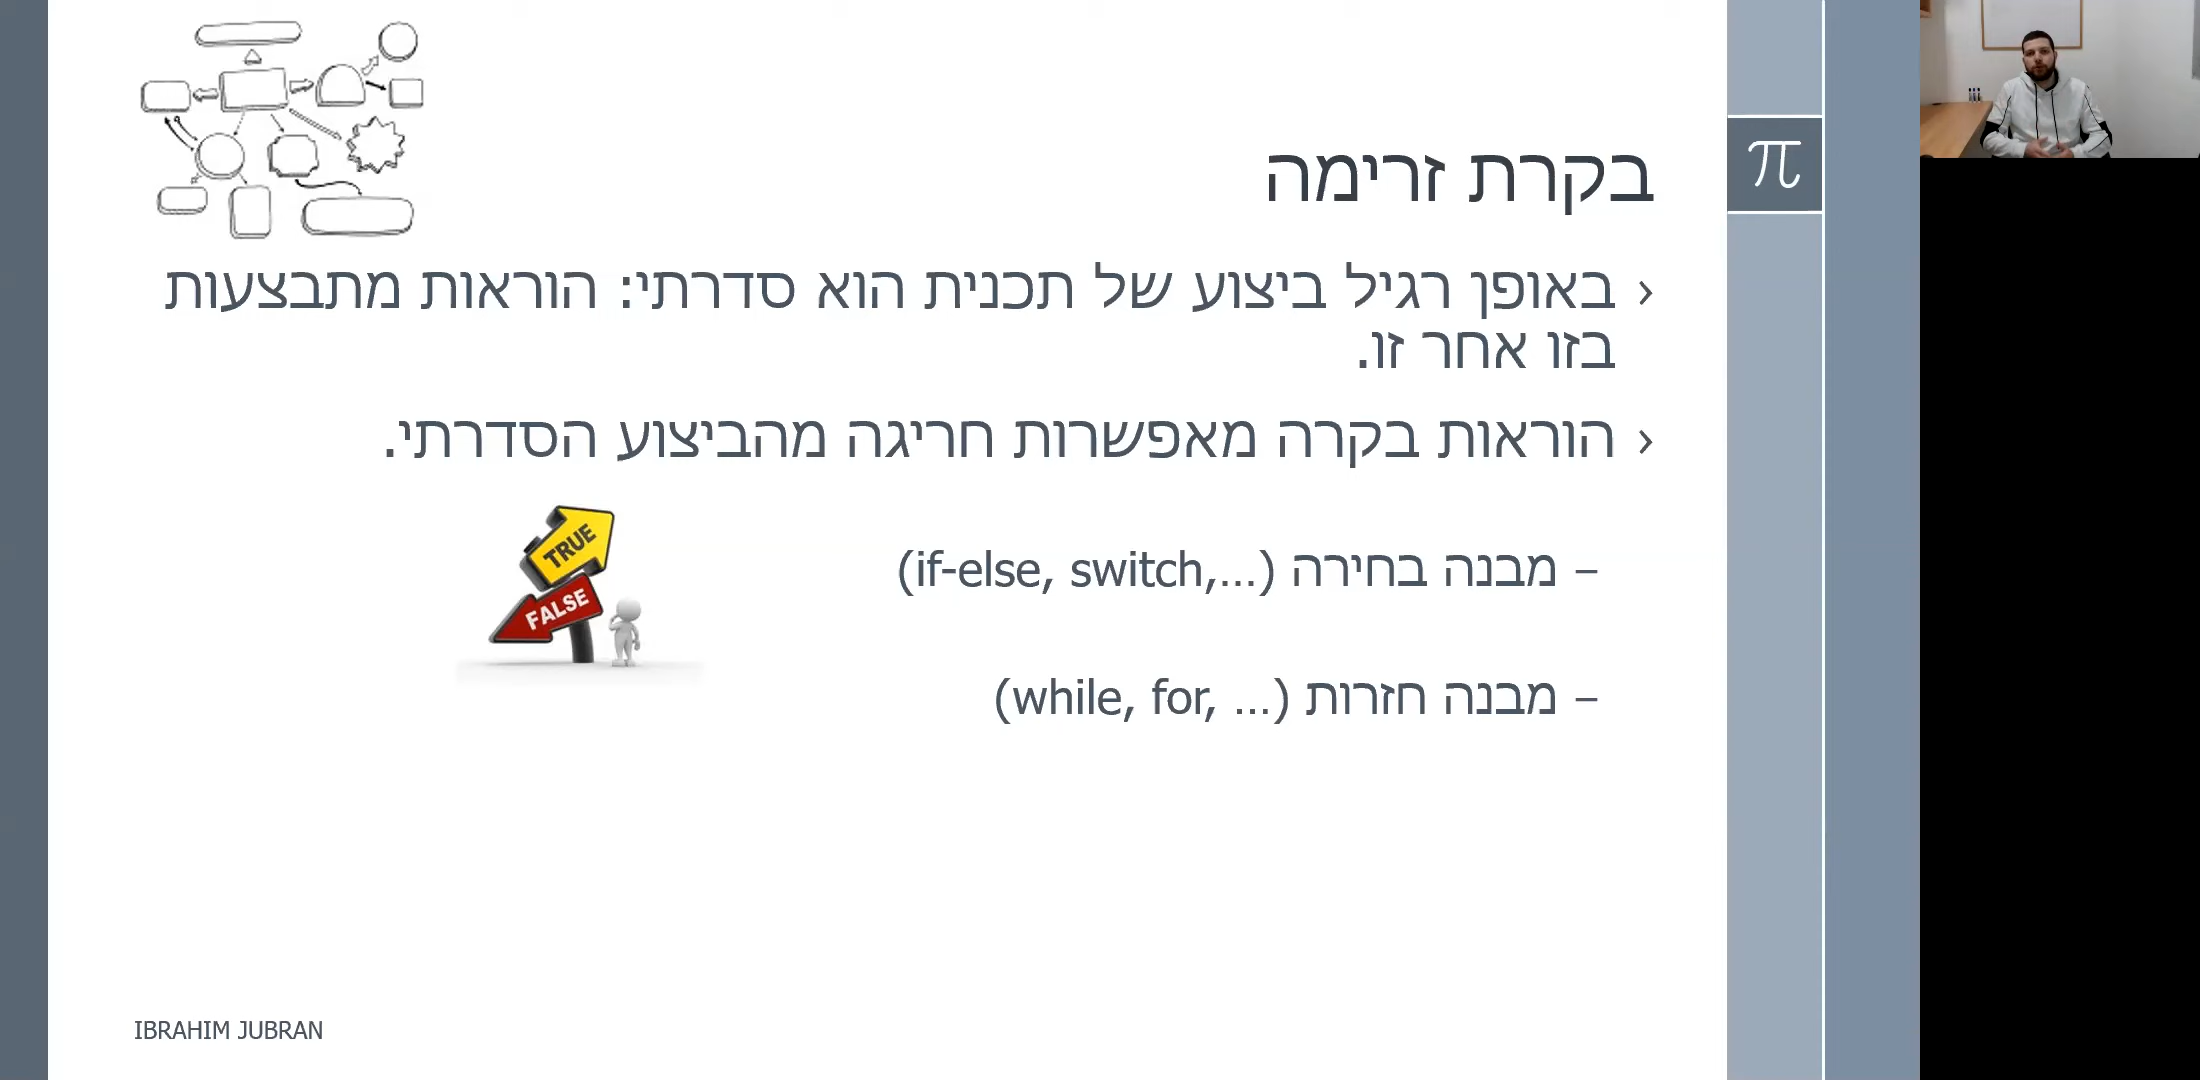 בקרת זרימה
π
› באופן רגיל ביצוע של תכנית הוא סדרתי: הוראות מתבצעות
בזו אחר זו.
› הוראות בקרה מאפשרות חריגה מהביצוע הסדרתי.
TRUE
FALSE
– מבנה בחירה (if-else, switch,...)
– מבנה חזרות (while, for, ...)
IBRAHIM JUBRAN